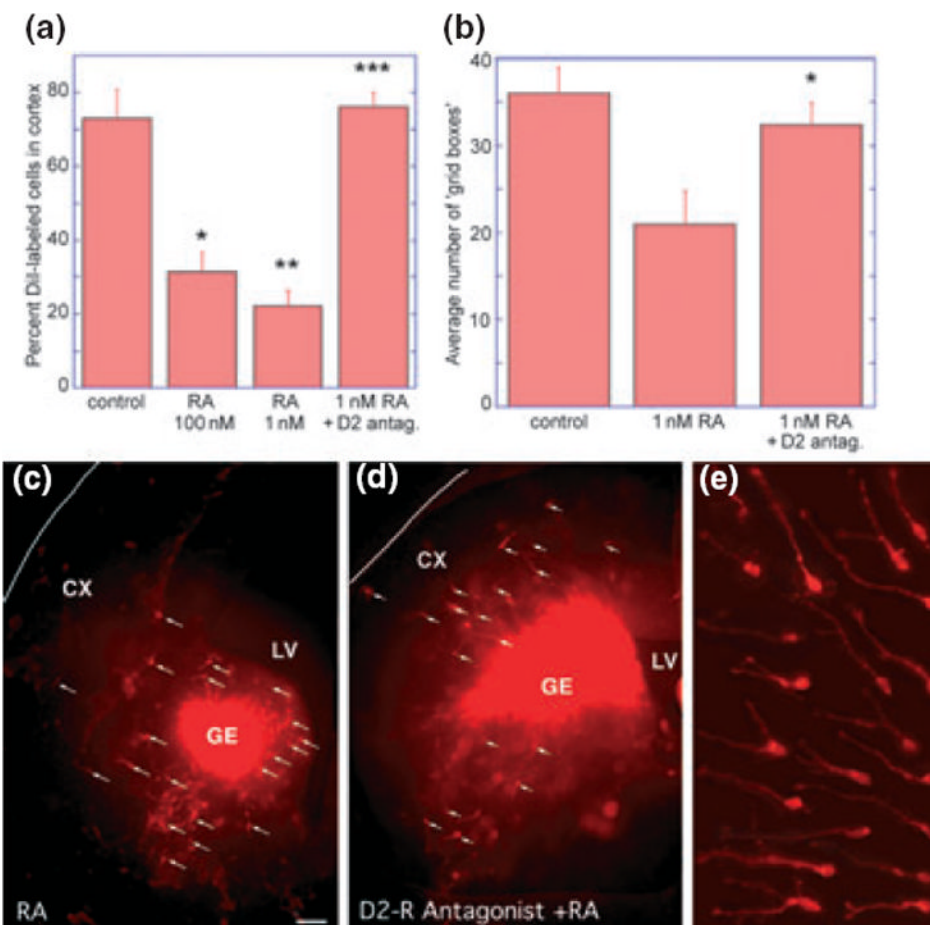 (a)
Percent DiI-labeled cells in cortex
80
60
40
20
0
*
**
***
control
RA
100 nM
RA
1 nM
1 nM RA
+ D2 antag.
(b)
Average number of 'grid boxes'
40
30
20
10
0
*
control
1 nM RA
1 nM RA
+ D2 antag.
(c)
CX
LV
GE
RA
(d)
CX
LV
GE
D2-R Antagonist +RA
(e)